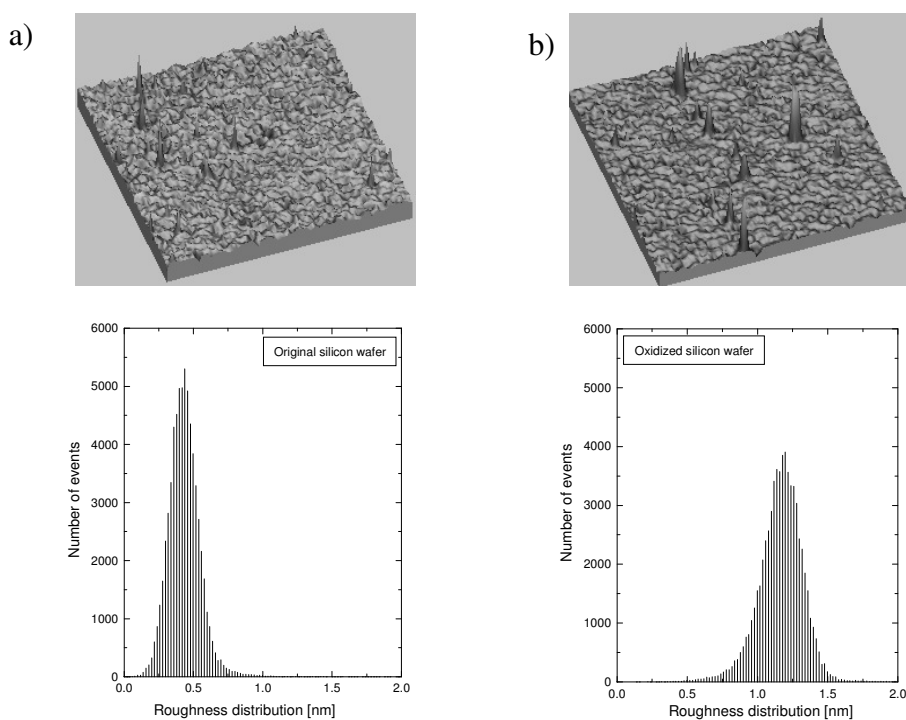 a)
b)
6000
5000
4000
3000
2000
1000
0
Number of events
Original silicon wafer
0.0 0.5 1.0 1.5 2.0
Roughness distribution [nm]
6000
5000
4000
3000
2000
1000
0
Number of events
Oxidized silicon wafer
0.0 0.5 1.0 1.5 2.0
Roughness distribution [nm]